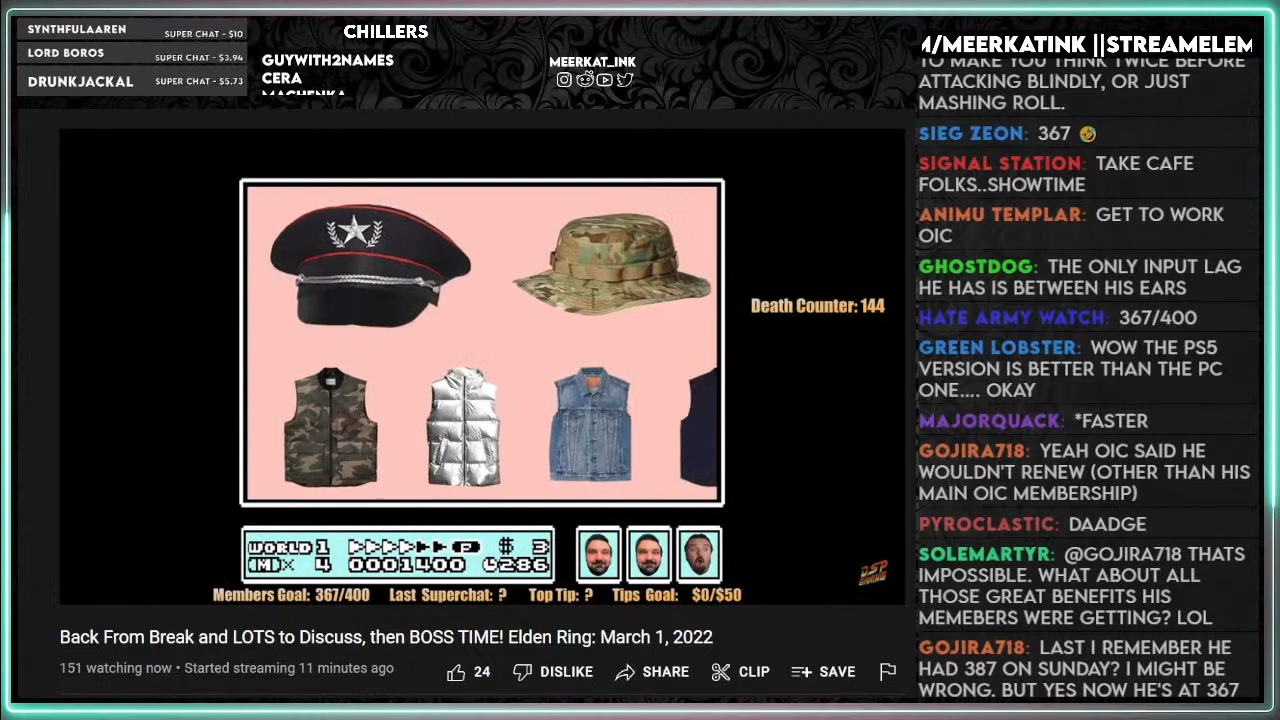 SYNTHFULAAREN SUPER CHAT - $10
LORD BOROS SUPER CHAT - $3.94
DRUNKJACKAL SUPER CHAT - $5.73
CHILLERS
GUYWITH2NAMES
CERA
MACHENKA
MEERKAT_INK
/MEERKATINK ||STREAMELEM
TO MAKE YOU THINK TWICE BEFORE
ATTACKING BLINDLY, OR JUST
MASHING ROLL.
SIEG ZEON: 367 🤣
SIGNAL STATION: TAKE CAFE
FOLKS..SHOWTIME
ANIMU TEMPLAR: GET TO WORK
OIC
GHOSTDOG: THE ONLY INPUT LAG
HE HAS IS BETWEEN HIS EARS
HATE ARMY WATCH: 367/400
GREEN LOBSTER: WOW THE PS5
VERSION IS BETTER THAN THE PC
ONE.... OKAY
MAJORQUACK: *FASTER
GOJIRA718: YEAH OIC SAID HE
WOULDN'T RENEW (OTHER THAN HIS
MAIN OIC MEMBERSHIP)
PYROCLASTIC: DAADGE
SOLEMARTYR: @GOJIRA718 THATS
IMPOSSIBLE. WHAT ABOUT ALL
THOSE GREAT BENEFITS HIS
MEMEBERS WERE GETTING? LOL
GOJIRA718: LAST I REMEMBER HE
HAD 387 ON SUNDAY? I MIGHT BE
WRONG. BUT YES NOW HE'S AT 367
Death Counter: 144
WORLD 1 P $ 3
(M)× 4 0001400 286
DSP GAMING
Members Goal: 367/400 Last Superchat: ? Top Tip: ? Tips Goal: $0/$50
Back From Break and LOTS to Discuss, then BOSS TIME! Elden Ring: March 1, 2022
151 watching now • Started streaming 11 minutes ago
24 DISLIKE SHARE CLIP SAVE